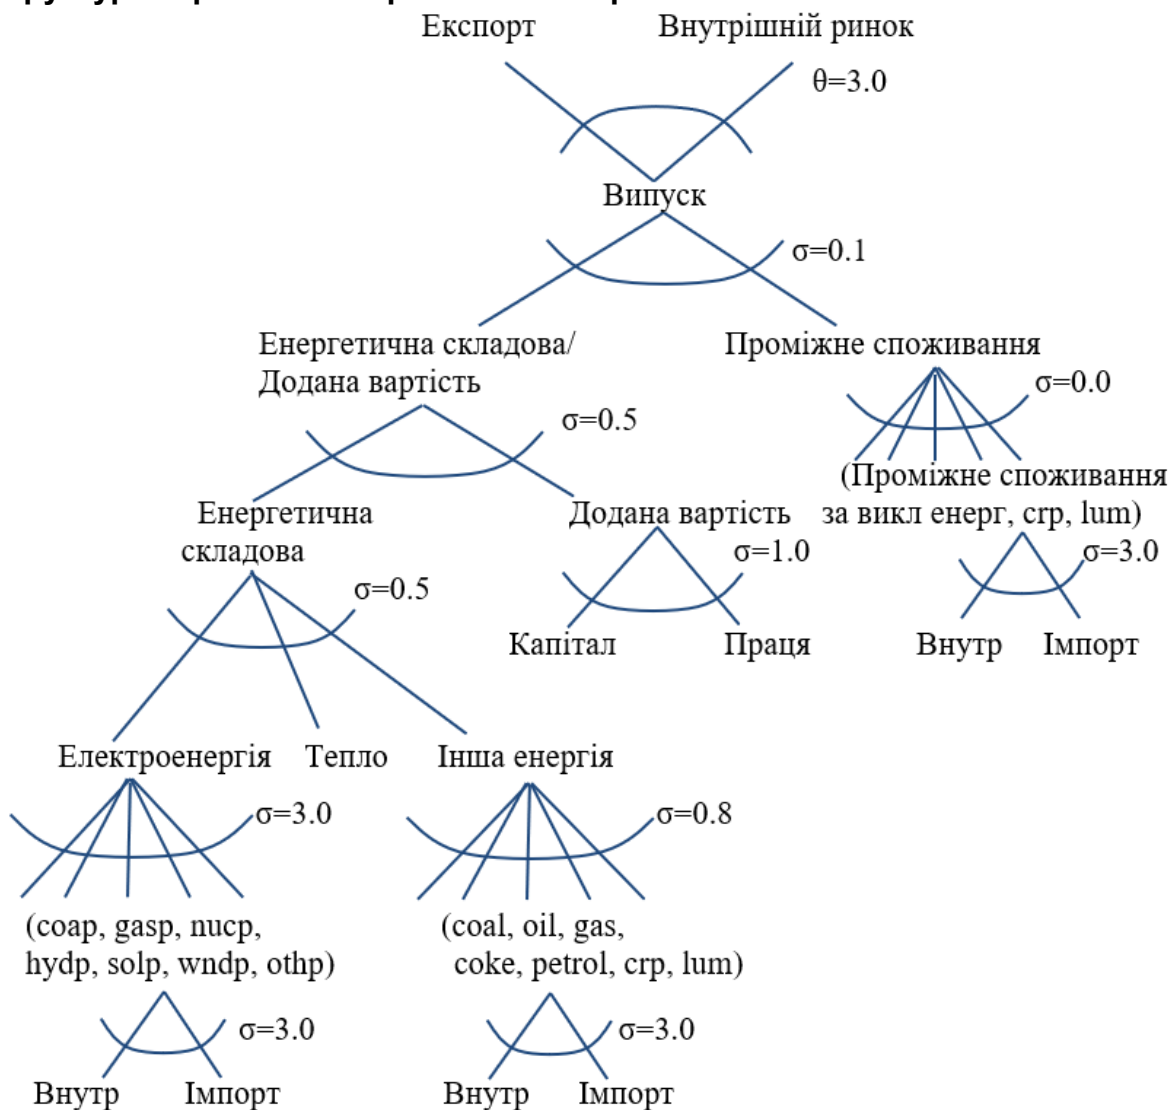 Експорт
Внутрішній ринок
θ=3.0
Випуск
σ=0.1
Енергетична складова/
Додана вартість
Проміжне споживання
σ=0.0
σ=0.5
(Проміжне споживання
за викл енерг, crp, lum)
Енергетична
складова
Додана вартість
σ=1.0
σ=3.0
σ=0.5
Капітал
Праця
Внутр
Імпорт
Електроенергія
Тепло
Інша енергія
σ=3.0
σ=0.8
(coap, gasp, nucp,
hydp, solp, wndp, othp)
(coal, oil, gas,
coke, petrol, crp, lum)
σ=3.0
σ=3.0
Внутр
Імпорт
Внутр
Імпорт